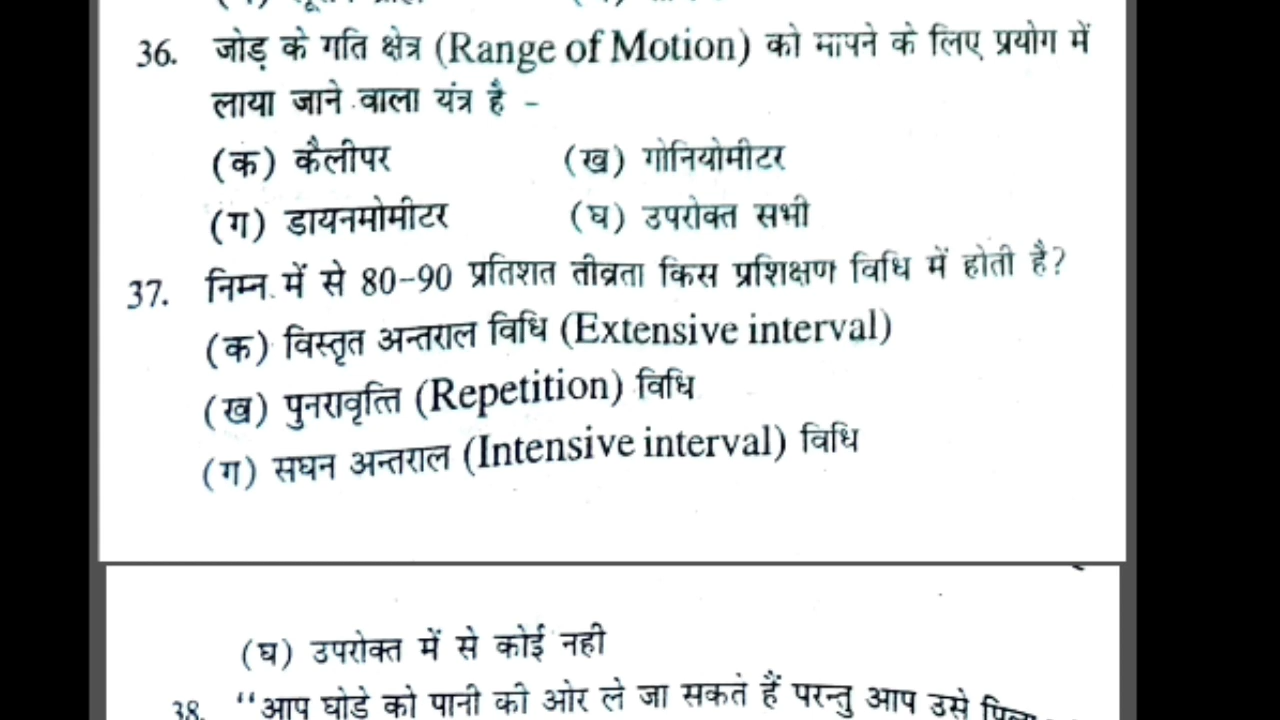 36. जोड़ के गति क्षेत्र (Range of Motion) को मापने के लिए प्रयोग में
लाया जाने वाला यंत्र है -
(क) कैलीपर (ख) गोनियोमीटर
(ग) डायनमोमीटर (घ) उपरोक्त सभी
37. निम्न में से 80-90 प्रतिशत तीव्रता किस प्रशिक्षण विधि में होती है?
(क) विस्तृत अन्तराल विधि (Extensive interval)
(ख) पुनरावृत्ति (Repetition) विधि
(ग) सघन अन्तराल (Intensive interval) विधि
(घ) उपरोक्त में से कोई नही
38. “आप घोडे को पानी की ओर ले जा सकते हैं परन्तु आप उसे